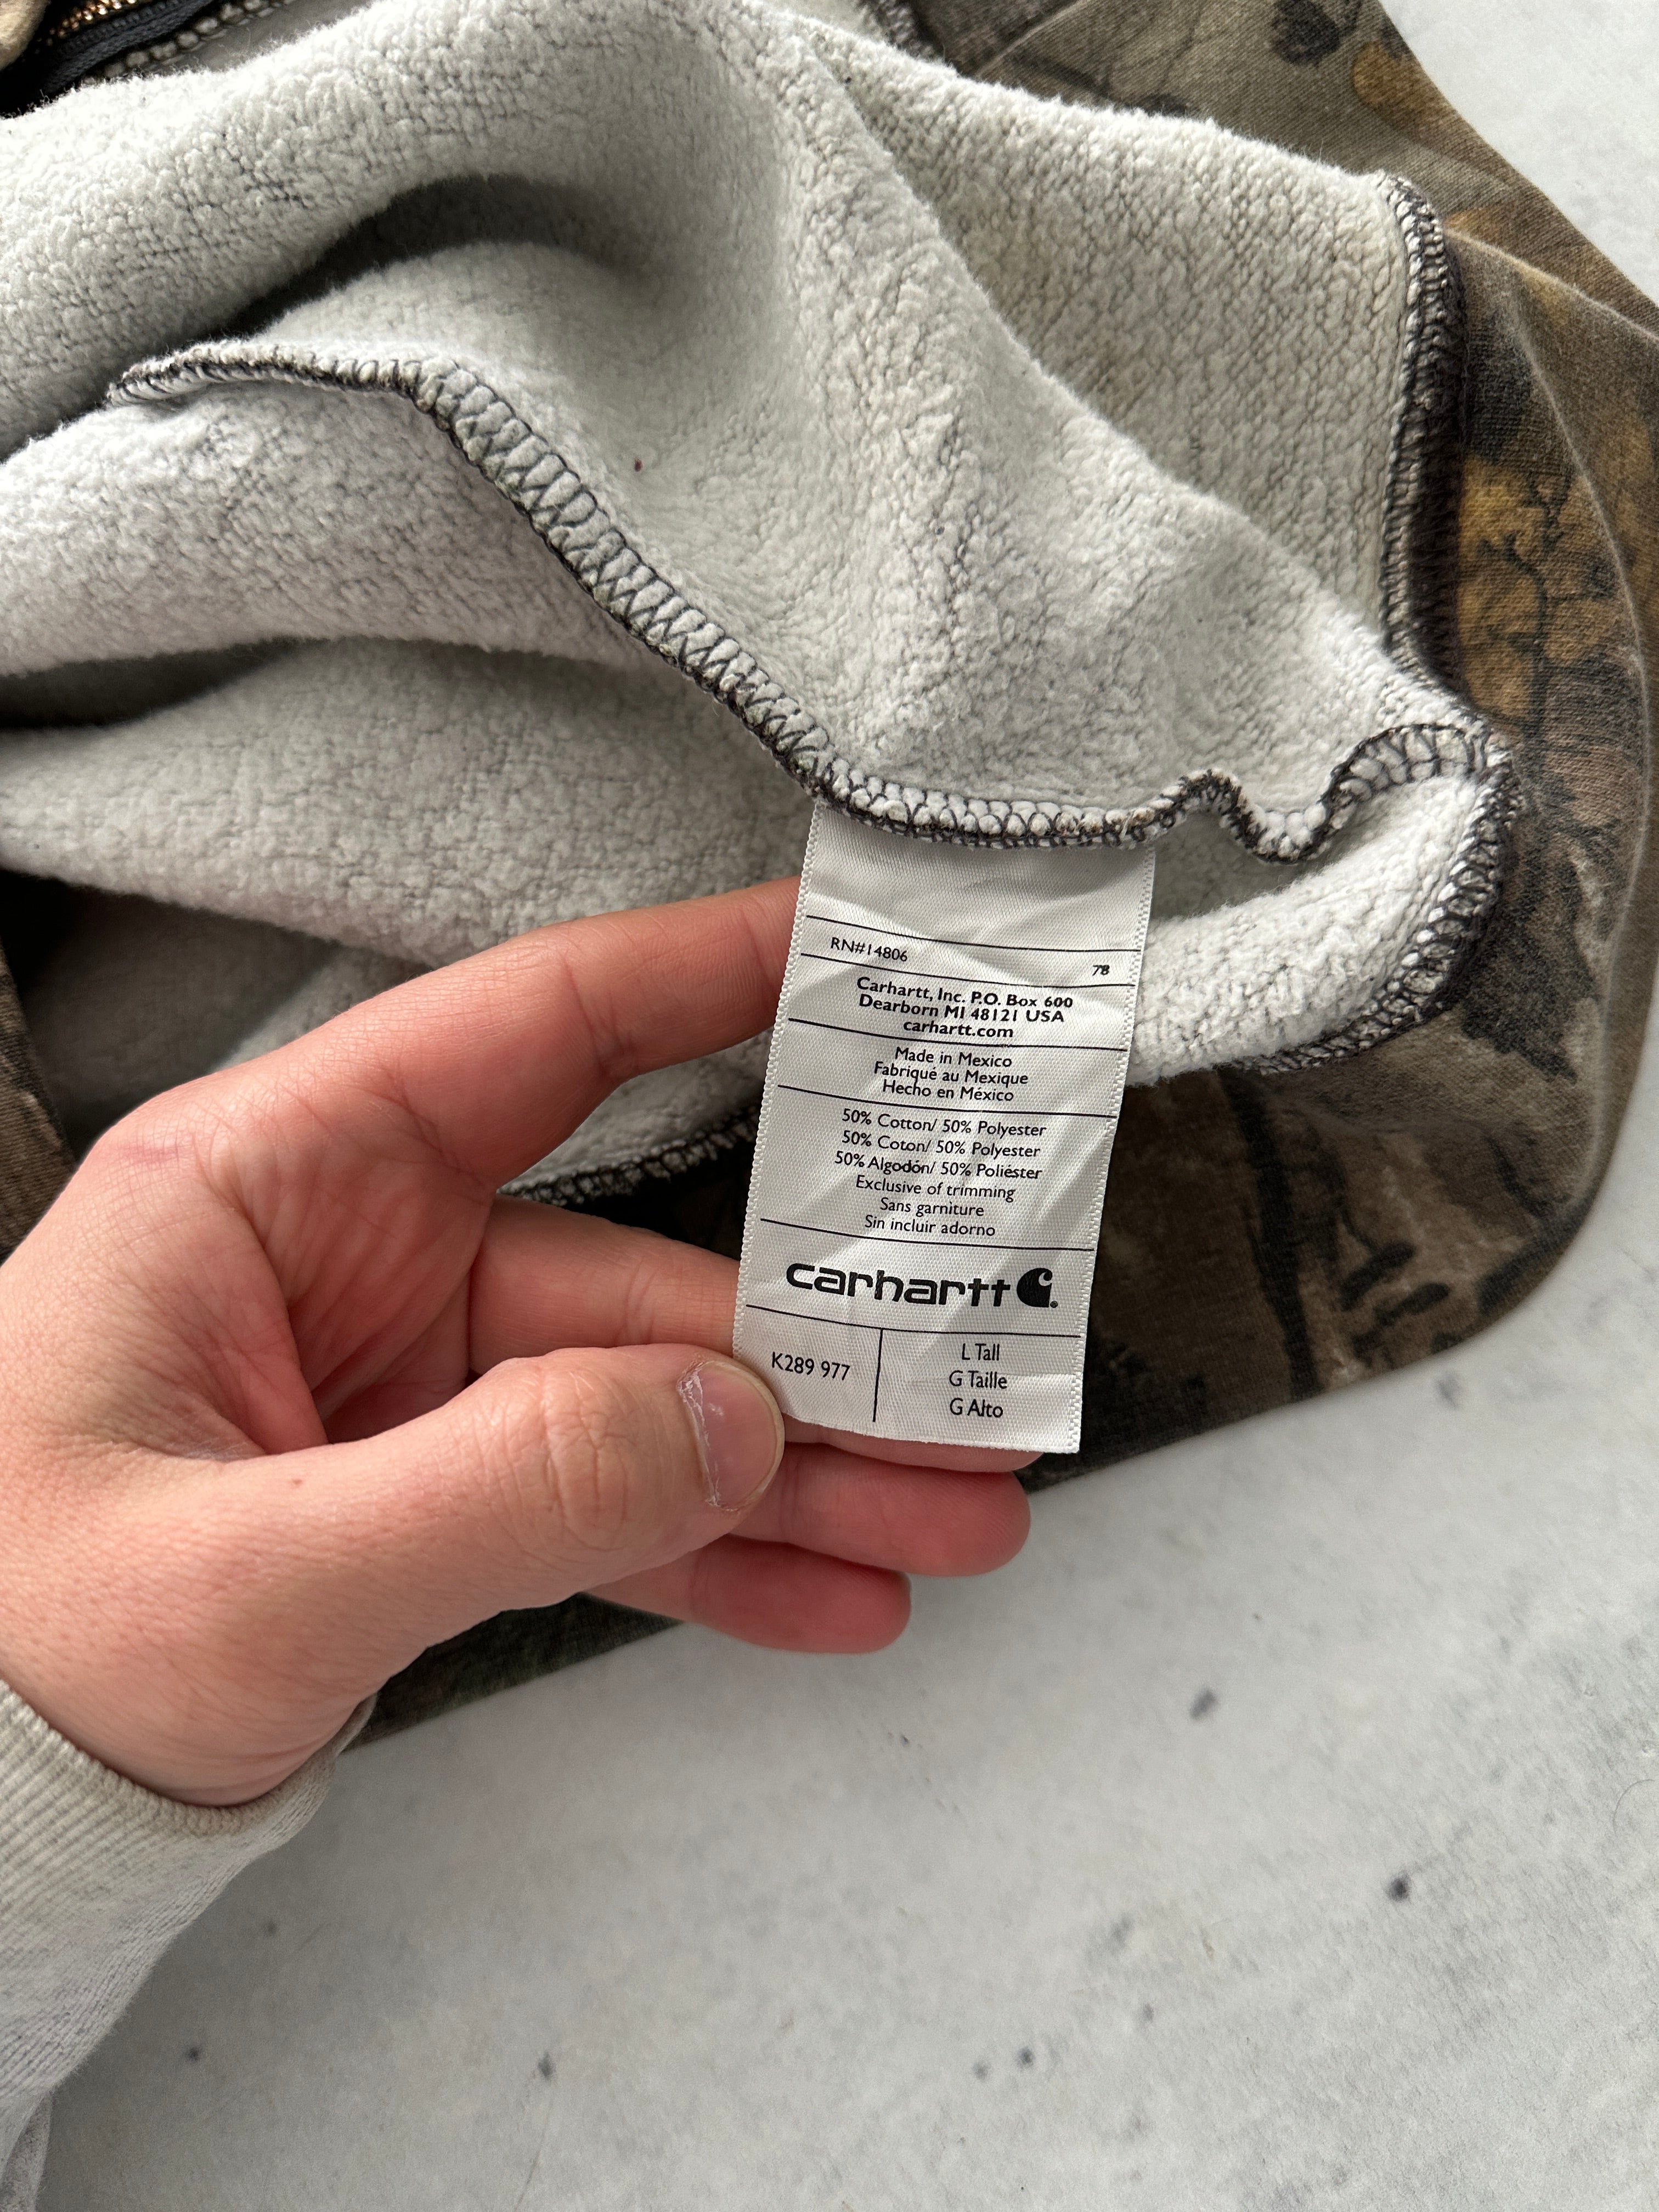 RN#14806 78
Carhartt, Inc. P.O. Box 600
Dearborn MI 48121 USA
carhartt.com
Made in Mexico
Fabriqué au Mexique
Hecho en México
50% Cotton/ 50% Polyester
50% Coton/ 50% Polyester
50% Algodón/ 50% Poliéster
Exclusive of trimming
Sans garniture
Sin incluir adorno
carhartt
K289 977
L Tall
G Taille
G Alto